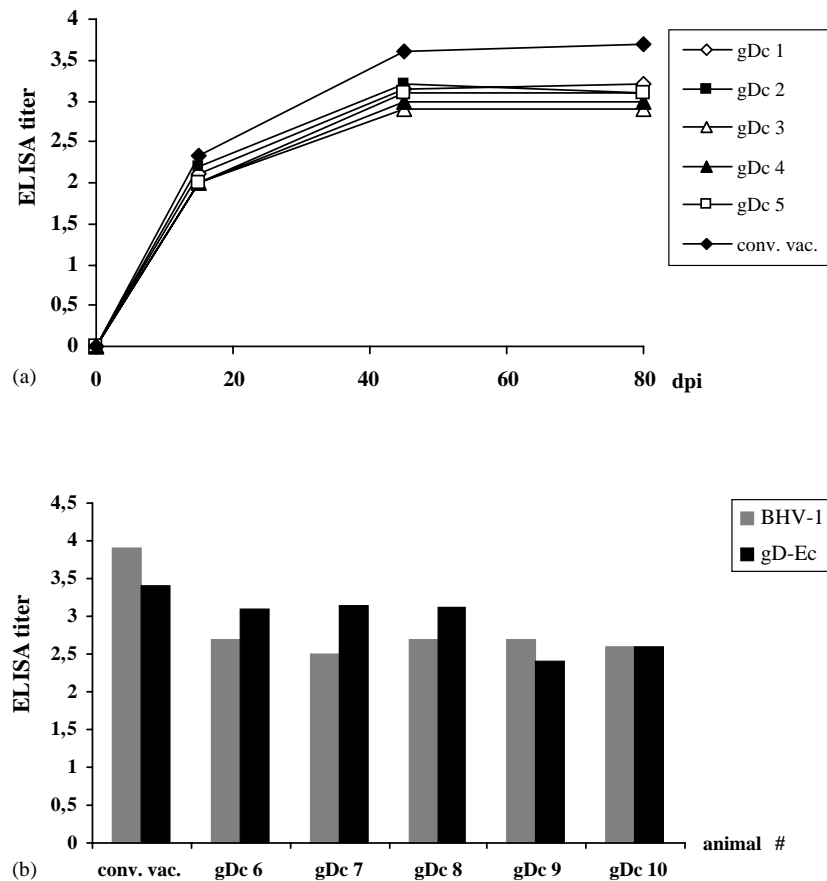 4
3,5
3
2,5
2
1,5
1
0,5
0
ELISA titer
0 20 40 60 80 dpi
(a)
gDc 1
gDc 2
gDc 3
gDc 4
gDc 5
conv. vac.
4,5
4
3,5
3
2,5
2
1,5
1
0,5
0
ELISA titer
BHV-1
gD-Ec
conv. vac. gDc 6 gDc 7 gDc 8 gDc 9 gDc 10
animal #
(b)